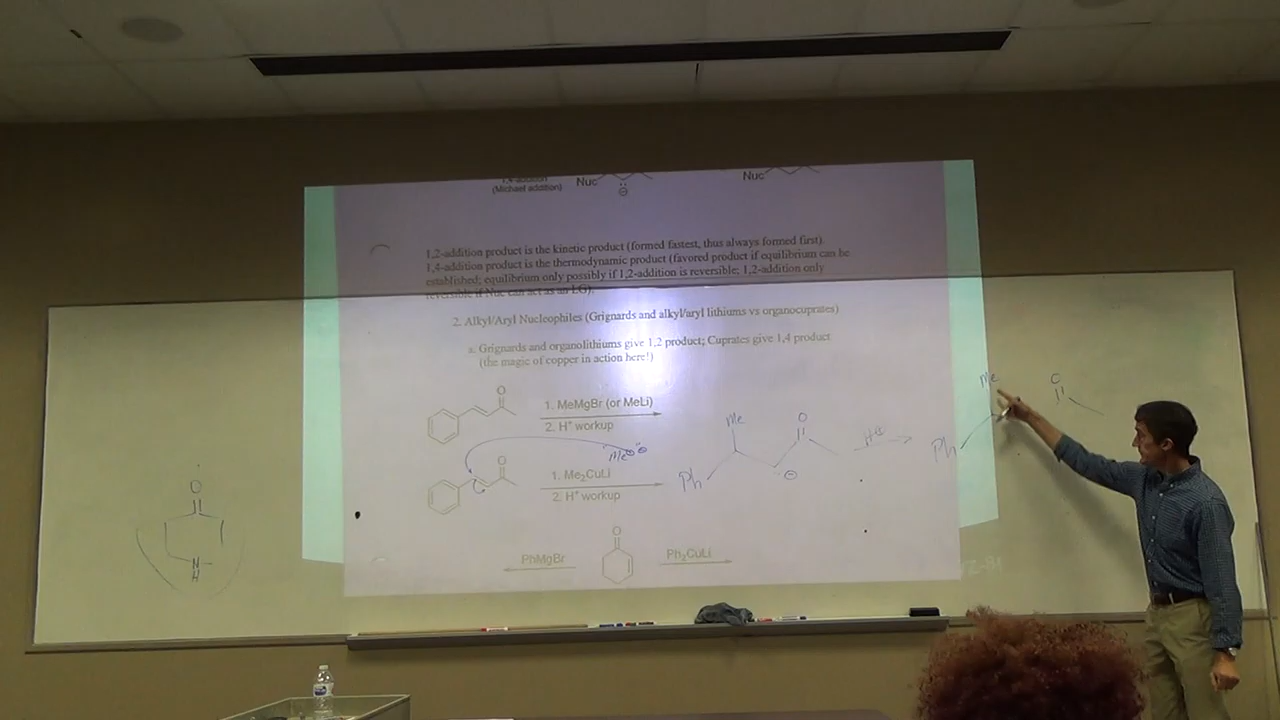 (Michael addition)
Nuc
Nuc
1,2-addition product is the kinetic product (formed fastest, thus always formed first).
1,4-addition product is the thermodynamic product (favored product if equilibrium can be
established; equilibrium only possibly if 1,2-addition is reversible; 1,2-addition only
reversible if Nuc can act as an LG).
2. Alkyl/Aryl Nucleophiles (Grignards and alkyl/aryl lithiums vs organocuprates)
a. Grignards and organolithiums give 1,2 product; Cuprates give 1,4 product
(the magic of copper in action here!)
O
1. MeMgBr (or MeLi)
2. H⁺ workup
O
1. Me₂CuLi
2. H⁺ workup
Me
O
Ph
⊖
H⊕
Me
Ph
O
PhMgBr
O
Ph₂CuLi
O
N
H